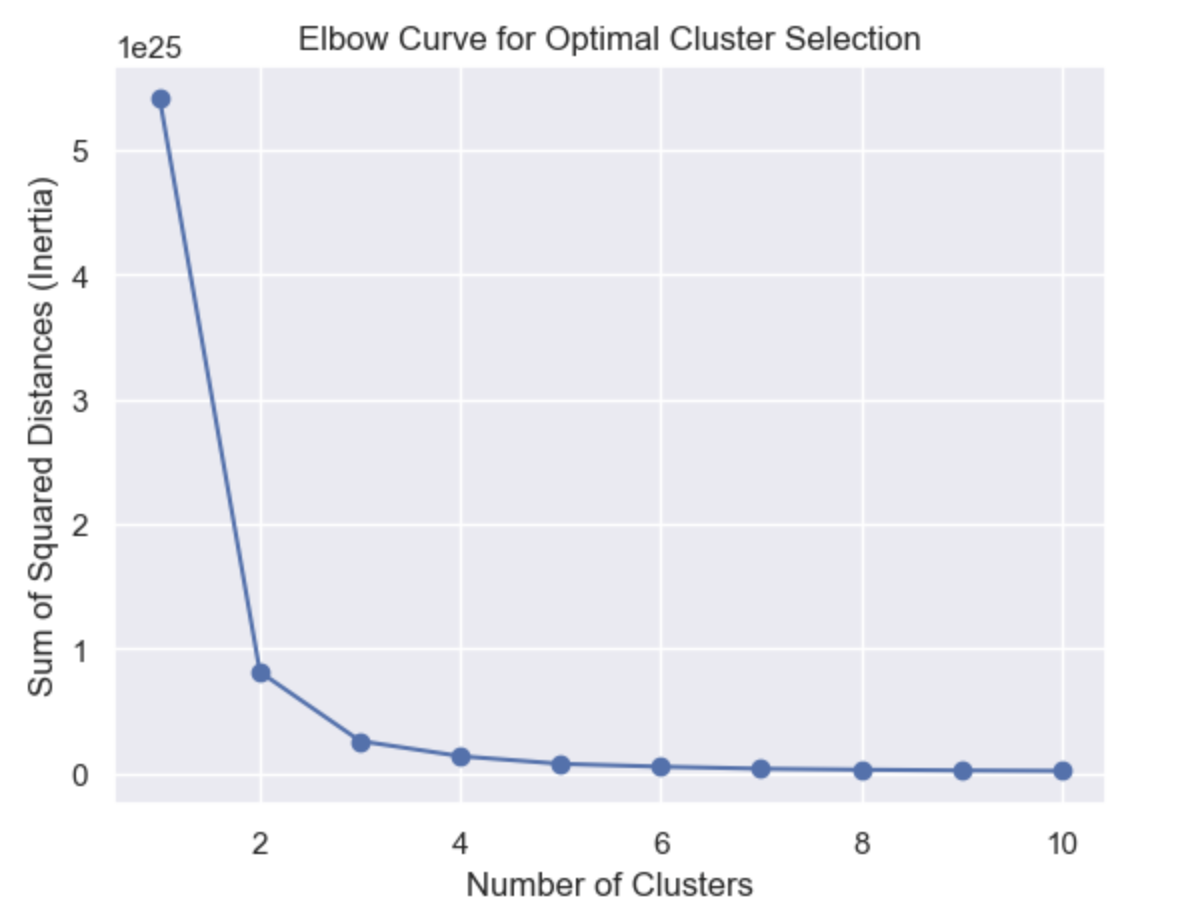 Elbow Curve for Optimal Cluster Selection
1e25
5
4
3
2
1
0
Sum of Squared Distances (Inertia)
2 4 6 8 10
Number of Clusters